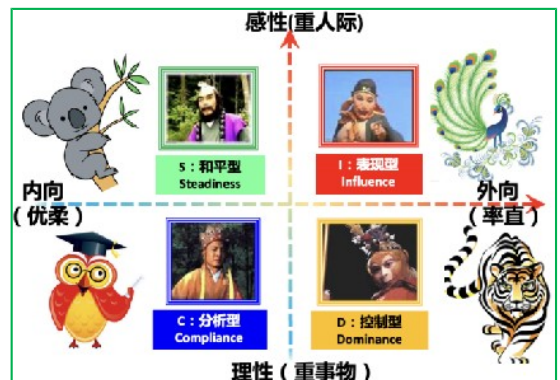 感性(重人际)
S：和平型
Steadiness
I：表现型
Influence
内向
（优柔）
外向
（率直）
C：分析型
Compliance
D：控制型
Dominance
理性（重事物）